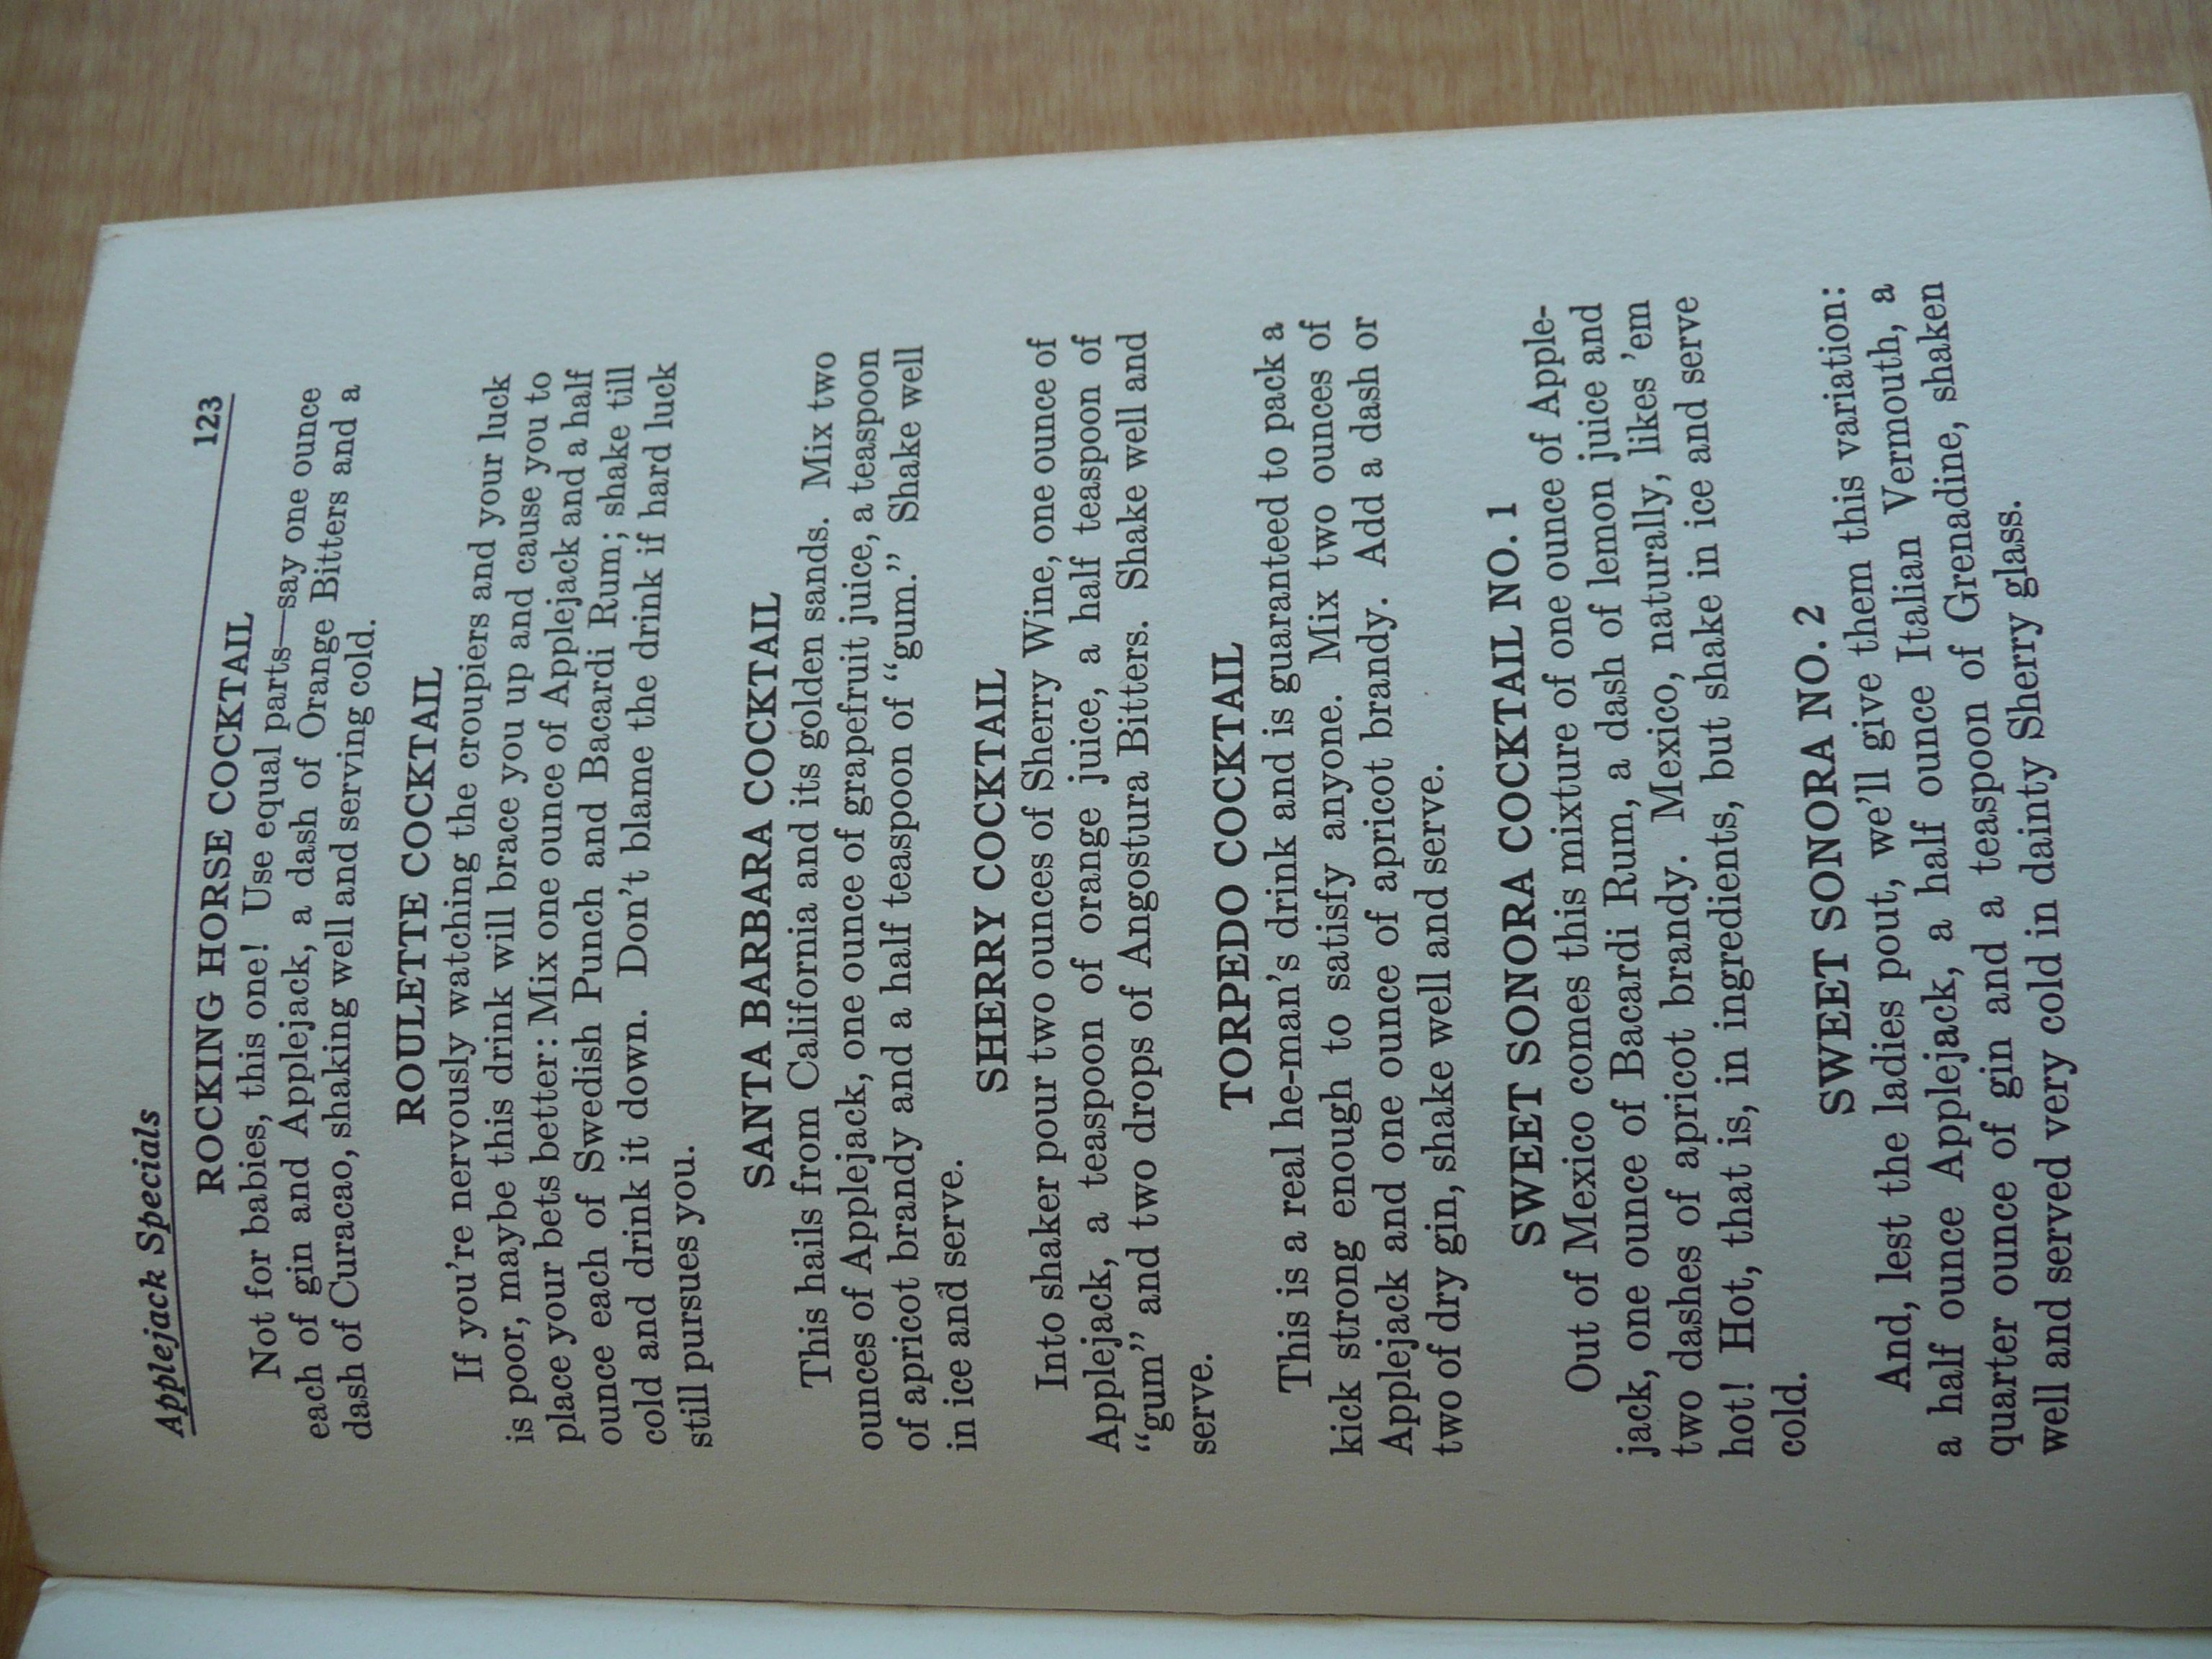 Applejack Specials 123
ROCKING HORSE COCKTAIL
Not for babies, this one! Use equal parts—say one ounce
each of gin and Applejack, a dash of Orange Bitters and a
dash of Curacao, shaking well and serving cold.
ROULETTE COCKTAIL
If you're nervously watching the croupiers and your luck
is poor, maybe this drink will brace you up and cause you to
place your bets better: Mix one ounce of Applejack and a half
ounce each of Swedish Punch and Bacardi Rum; shake till
cold and drink it down. Don't blame the drink if hard luck
still pursues you.
SANTA BARBARA COCKTAIL
This hails from California and its golden sands. Mix two
ounces of Applejack, one ounce of grapefruit juice, a teaspoon
of apricot brandy and a half teaspoon of "gum." Shake well
in ice and serve.
SHERRY COCKTAIL
Into shaker pour two ounces of Sherry Wine, one ounce of
Applejack, a teaspoon of orange juice, a half teaspoon of
"gum" and two drops of Angostura Bitters. Shake well and
serve.
TORPEDO COCKTAIL
This is a real he-man's drink and is guaranteed to pack a
kick strong enough to satisfy anyone. Mix two ounces of
Applejack and one ounce of apricot brandy. Add a dash or
two of dry gin, shake well and serve.
SWEET SONORA COCKTAIL NO. 1
Out of Mexico comes this mixture of one ounce of Apple-
jack, one ounce of Bacardi Rum, a dash of lemon juice and
two dashes of apricot brandy. Mexico, naturally, likes 'em
hot! Hot, that is, in ingredients, but shake in ice and serve
cold.
SWEET SONORA NO. 2
And, lest the ladies pout, we'll give them this variation:
a half ounce Applejack, a half ounce Italian Vermouth, a
quarter ounce of gin and a teaspoon of Grenadine, shaken
well and served very cold in dainty Sherry glass.